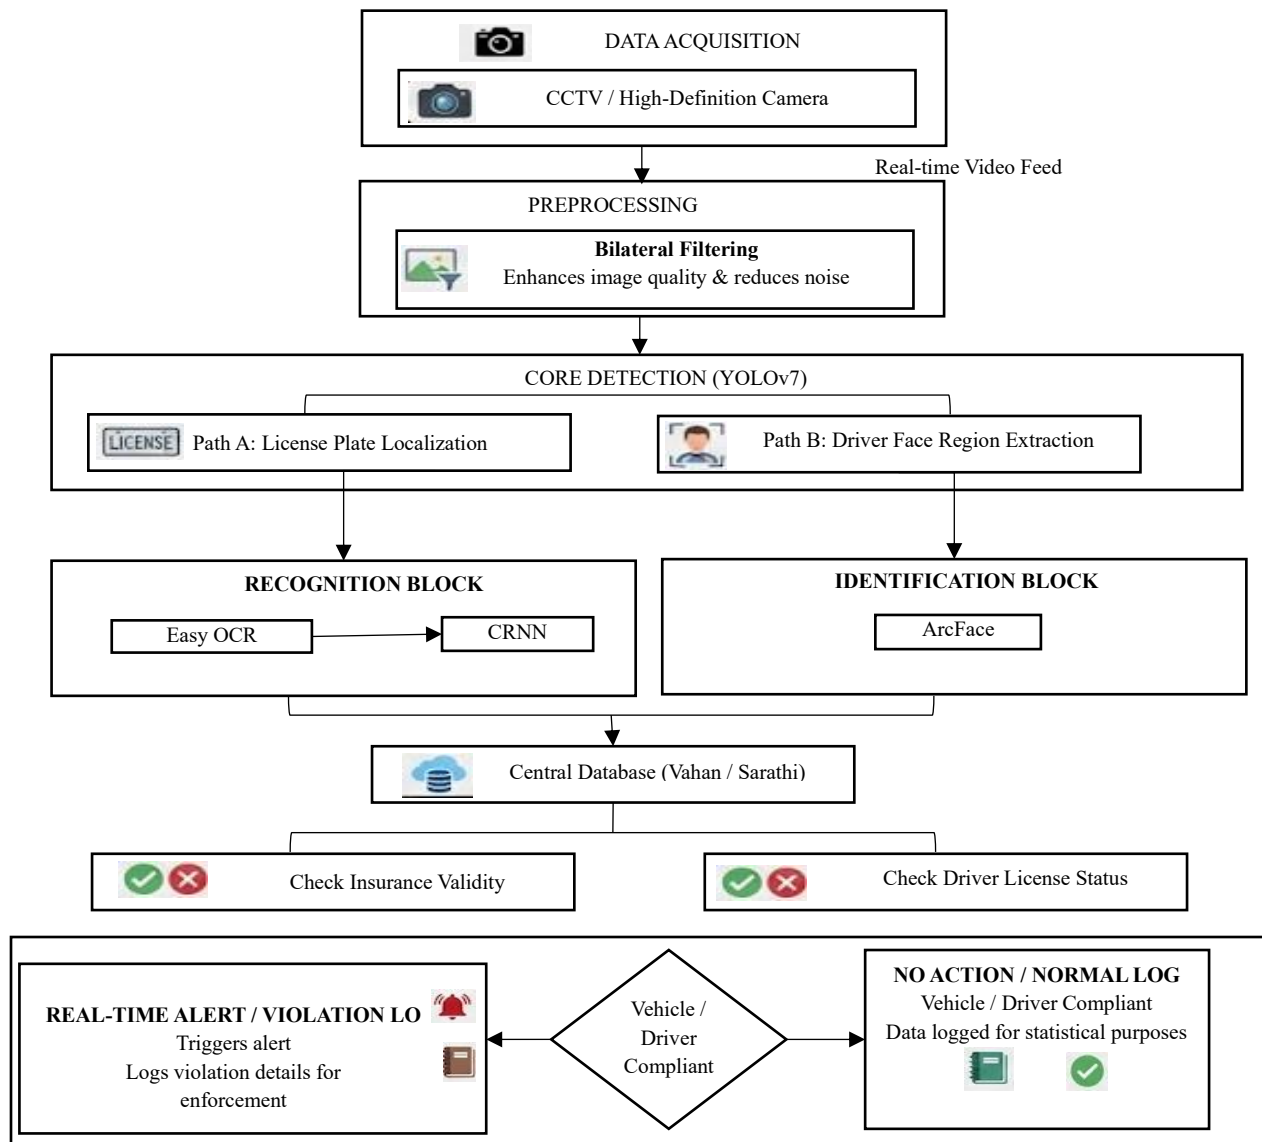 DATA ACQUISITION
CCTV / High-Definition Camera
Real-time Video Feed
PREPROCESSING
Bilateral Filtering
Enhances image quality & reduces noise
CORE DETECTION (YOLOv7)
LICENSE
Path A: License Plate Localization
Path B: Driver Face Region Extraction
RECOGNITION BLOCK
Easy OCR
CRNN
IDENTIFICATION BLOCK
ArcFace
Central Database (Vahan / Sarathi)
Check Insurance Validity
Check Driver License Status
REAL-TIME ALERT / VIOLATION LO
Triggers alert
Logs violation details for
enforcement
Vehicle /
Driver
Compliant
NO ACTION / NORMAL LOG
Vehicle / Driver Compliant
Data logged for statistical purposes